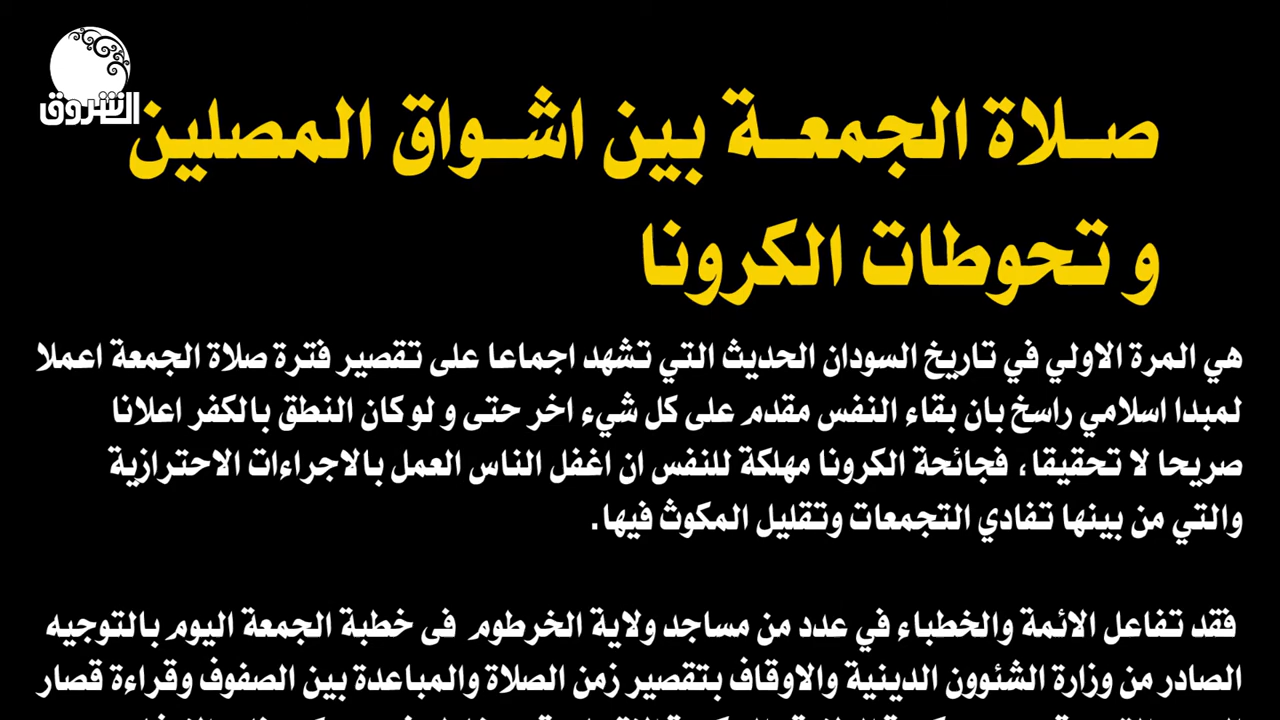 الشروق
صلاة الجمعة بين اشواق المصلين
و تحوطات الكرونا
هي المرة الاولي في تاريخ السودان الحديث التي تشهد اجماعا على تقصير فترة صلاة الجمعة اعملا
لمبدا اسلامي راسخ بان بقاء النفس مقدم على كل شيء اخر حتى و لو كان النطق بالكفر اعلانا
صريحا لا تحقيقا، فجائحة الكرونا مهلكة للنفس ان اغفل الناس العمل بالاجراءات الاحترازية
والتي من بينها تفادي التجمعات وتقليل المكوث فيها.
فقد تفاعل الائمة والخطباء في عدد من مساجد ولاية الخرطوم فى خطبة الجمعة اليوم بالتوجيه
الصادر من وزارة الشئوون الدينية والاوقاف بتقصير زمن الصلاة والمباعدة بين الصفوف وقراءة قصار